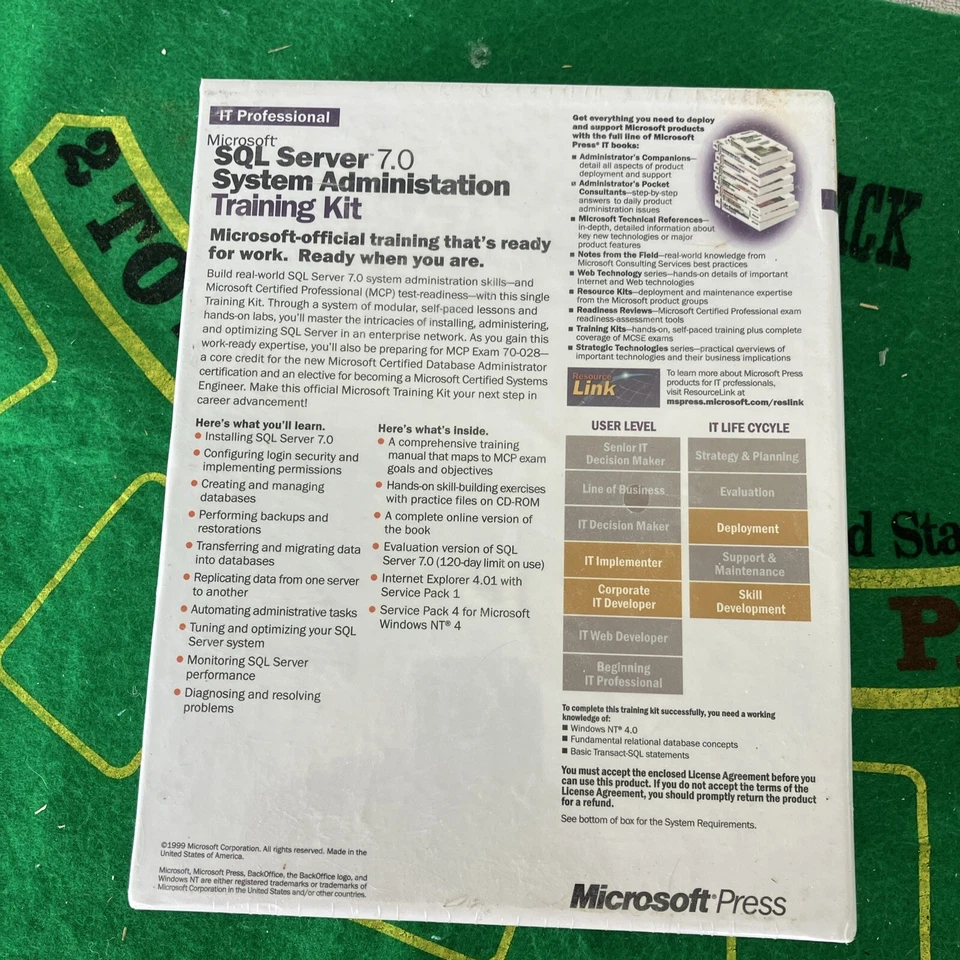 IT Professional
Microsoft
SQL Server™ 7.0
System Administation
Training Kit
Microsoft-official training that's ready
for work. Ready when you are.
Build real-world SQL Server 7.0 system administration skills—and
Microsoft Certified Professional (MCP) test-readiness—with this single
Training Kit. Through a system of modular, self-paced lessons and
hands-on labs, you'll master the intricacies of installing, administering,
and optimizing SQL Server in an enterprise network. As you gain this
work-ready expertise, you'll also be preparing for MCP Exam 70-028—
a core credit for the new Microsoft Certified Database Administrator
certification and an elective for becoming a Microsoft Certified Systems
Engineer. Make this official Microsoft Training Kit your next step in
career advancement!
Here's what you'll learn.
• Installing SQL Server 7.0
• Configuring login security and
implementing permissions
• Creating and managing
databases
• Performing backups and
restorations
• Transferring and migrating data
into databases
• Replicating data from one server
to another
• Automating administrative tasks
• Tuning and optimizing your SQL
Server system
• Monitoring SQL Server
performance
• Diagnosing and resolving
problems
Here's what's inside.
• A comprehensive training
manual that maps to MCP exam
goals and objectives
• Hands-on skill-building exercises
with practice files on CD-ROM
• A complete online version of
the book
• Evaluation version of SQL
Server 7.0 (120-day limit on use)
• Internet Explorer 4.01 with
Service Pack 1
• Service Pack 4 for Microsoft
Windows NT® 4
©1999 Microsoft Corporation. All rights reserved. Made in the
United States of America.
Microsoft, Microsoft Press, BackOffice, the BackOffice logo, and
Windows NT are either registered trademarks or trademarks of
Microsoft Corporation in the United States and/or other countries.
Get everything you need to deploy
and support Microsoft products
with the full line of Microsoft
Press® IT books:
■ Administrator's Companions—
detail all aspects of product
deployment and support
■ Administrator's Pocket
Consultants—step-by-step
answers to daily product
administration issues
■ Microsoft Technical References—
in-depth, detailed information about
key new technologies or major
product features
■ Notes from the Field—real-world knowledge from
Microsoft Consulting Services best practices
■ Web Technology series—hands-on details of important
Internet and Web technologies
■ Resource Kits—deployment and maintenance expertise
from the Microsoft product groups
■ Readiness Reviews—Microsoft Certified Professional exam
readiness-assessment tools
■ Training Kits—hands-on, self-paced training plus complete
coverage of MCSE exams
■ Strategic Technologies series—practical overviews of
important technologies and their business implications
Resource
Link
To learn more about Microsoft Press
products for IT professionals,
visit ResourceLink at
mspress.microsoft.com/reslink
USER LEVEL
Senior IT
Decision Maker
Line of Business
IT Decision Maker
IT Implementer
Corporate
IT Developer
IT Web Developer
Beginning
IT Professional
IT LIFE CYCYLE
Strategy & Planning
Evaluation
Deployment
Support &
Maintenance
Skill
Development
To complete this training kit successfully, you need a working
knowledge of:
■ Windows NT® 4.0
■ Fundamental relational database concepts
■ Basic Transact-SQL statements
You must accept the enclosed License Agreement before you
can use this product. If you do not accept the terms of the
License Agreement, you should promptly return the product
for a refund.
See bottom of box for the System Requirements.
Microsoft® Press
2 TO
CK
d Sta
P